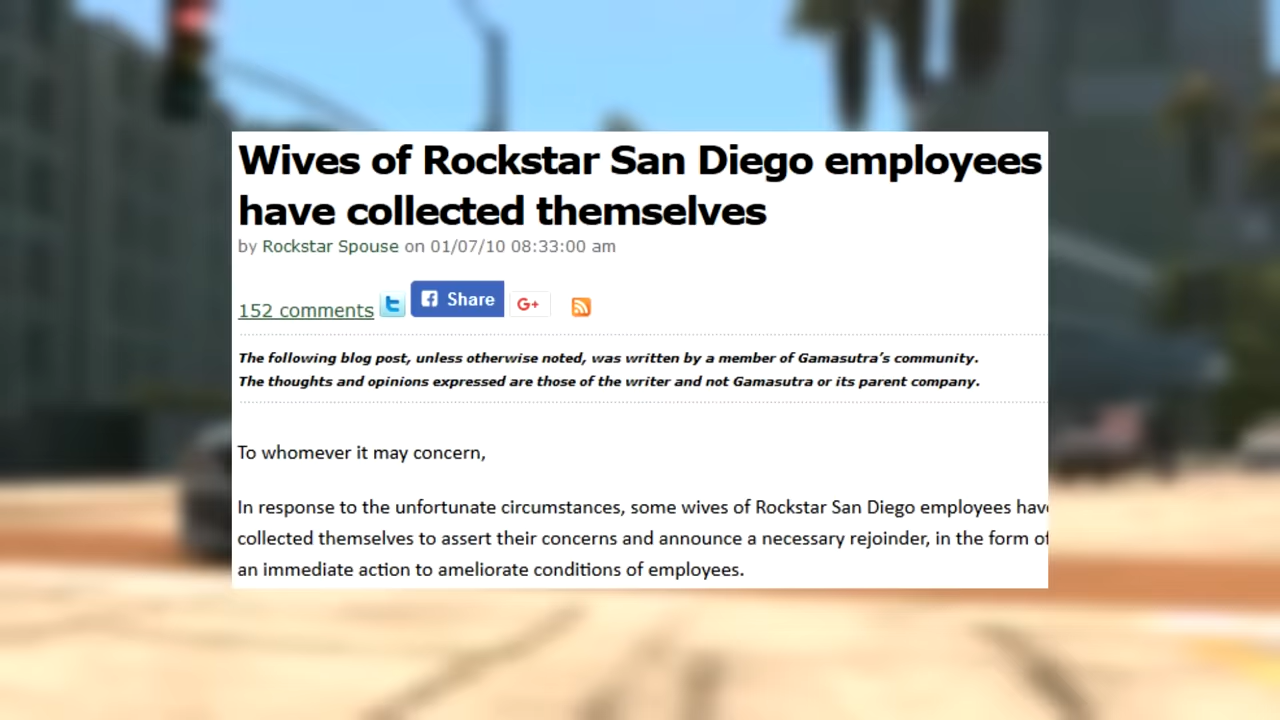 Wives of Rockstar San Diego employees
have collected themselves
by Rockstar Spouse on 01/07/10 08:33:00 am
152 comments Share G+
The following blog post, unless otherwise noted, was written by a member of Gamasutra’s community.
The thoughts and opinions expressed are those of the writer and not Gamasutra or its parent company.
To whomever it may concern,
In response to the unfortunate circumstances, some wives of Rockstar San Diego employees have
collected themselves to assert their concerns and announce a necessary rejoinder, in the form of
an immediate action to ameliorate conditions of employees.